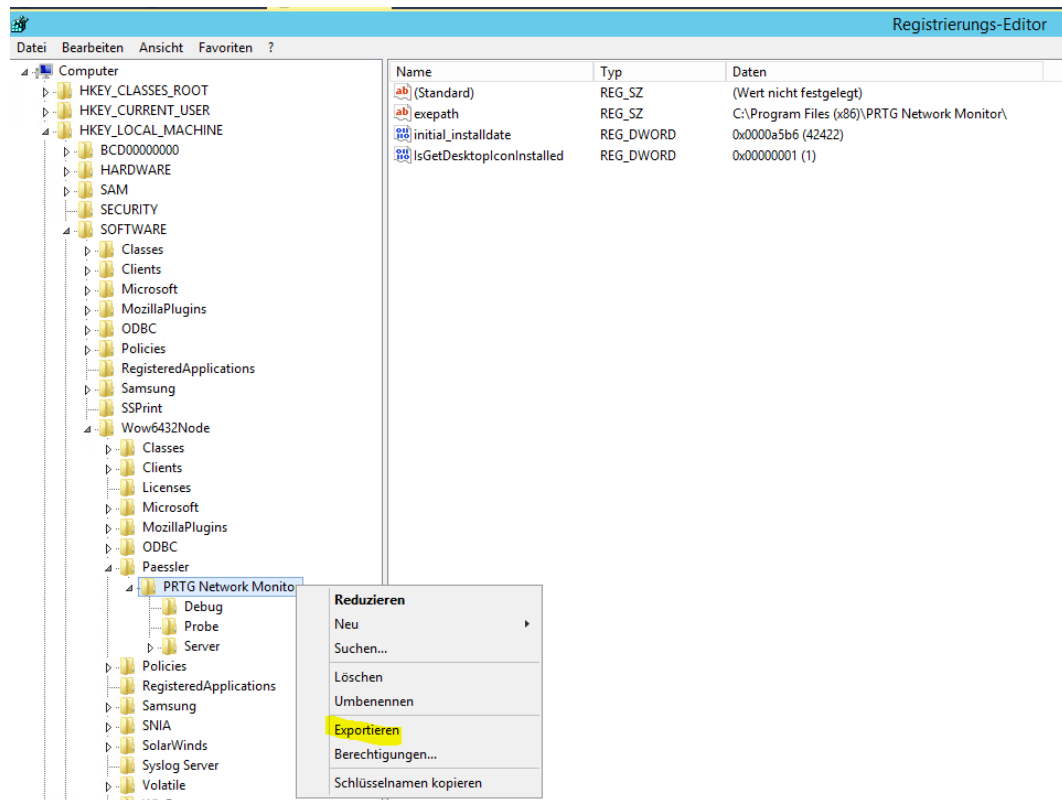 Registrierungs-Editor
Datei Bearbeiten Ansicht Favoriten ?
Computer
HKEY_CLASSES_ROOT
HKEY_CURRENT_USER
HKEY_LOCAL_MACHINE
BCD00000000
HARDWARE
SAM
SECURITY
SOFTWARE
Classes
Clients
Microsoft
MozillaPlugins
ODBC
Policies
RegisteredApplications
Samsung
SSPrint
Wow6432Node
Classes
Clients
Licenses
Microsoft
MozillaPlugins
ODBC
Paessler
PRTG Network Monito
Debug
Probe
Server
Policies
RegisteredApplications
Samsung
SNIA
SolarWinds
Syslog Server
Volatile
Name Typ Daten
(Standard) REG_SZ (Wert nicht festgelegt)
exepath REG_SZ C:\Program Files (x86)\PRTG Network Monitor\
initial_installdate REG_DWORD 0x0000a5b6 (42422)
IsGetDesktopIconInstalled REG_DWORD 0x00000001 (1)
Reduzieren
Neu
Suchen...
Löschen
Umbenennen
Exportieren
Berechtigungen...
Schlüsselnamen kopieren